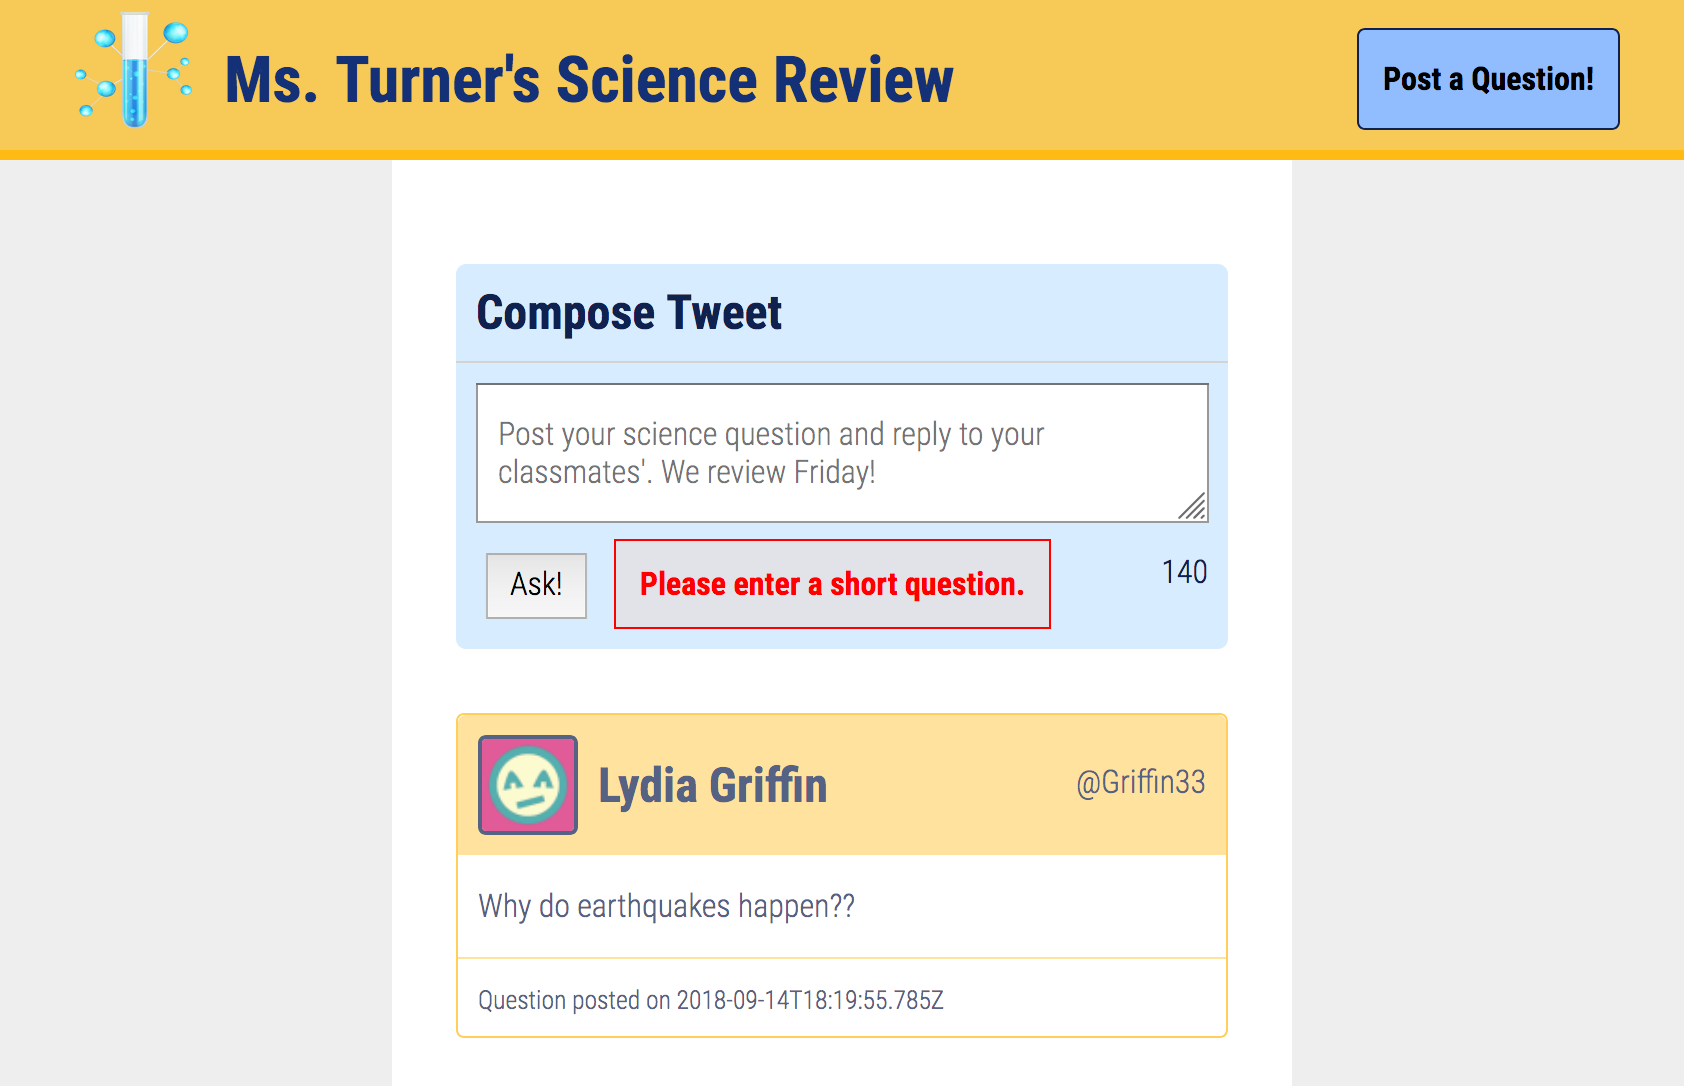 Ms. Turner's Science Review
Post a Question!
Compose Tweet
Post your science question and reply to your
classmates'. We review Friday!
Ask!
Please enter a short question.
140
Lydia Griffin
@Griffin33
Why do earthquakes happen??
Question posted on 2018-09-14T18:19:55.785Z